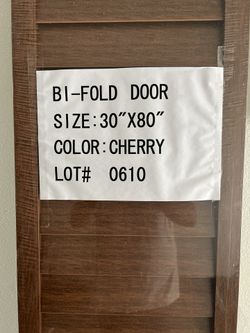 BI-FOLD DOOR
SIZE:30"X80"
COLOR:CHERRY
LOT# 0610